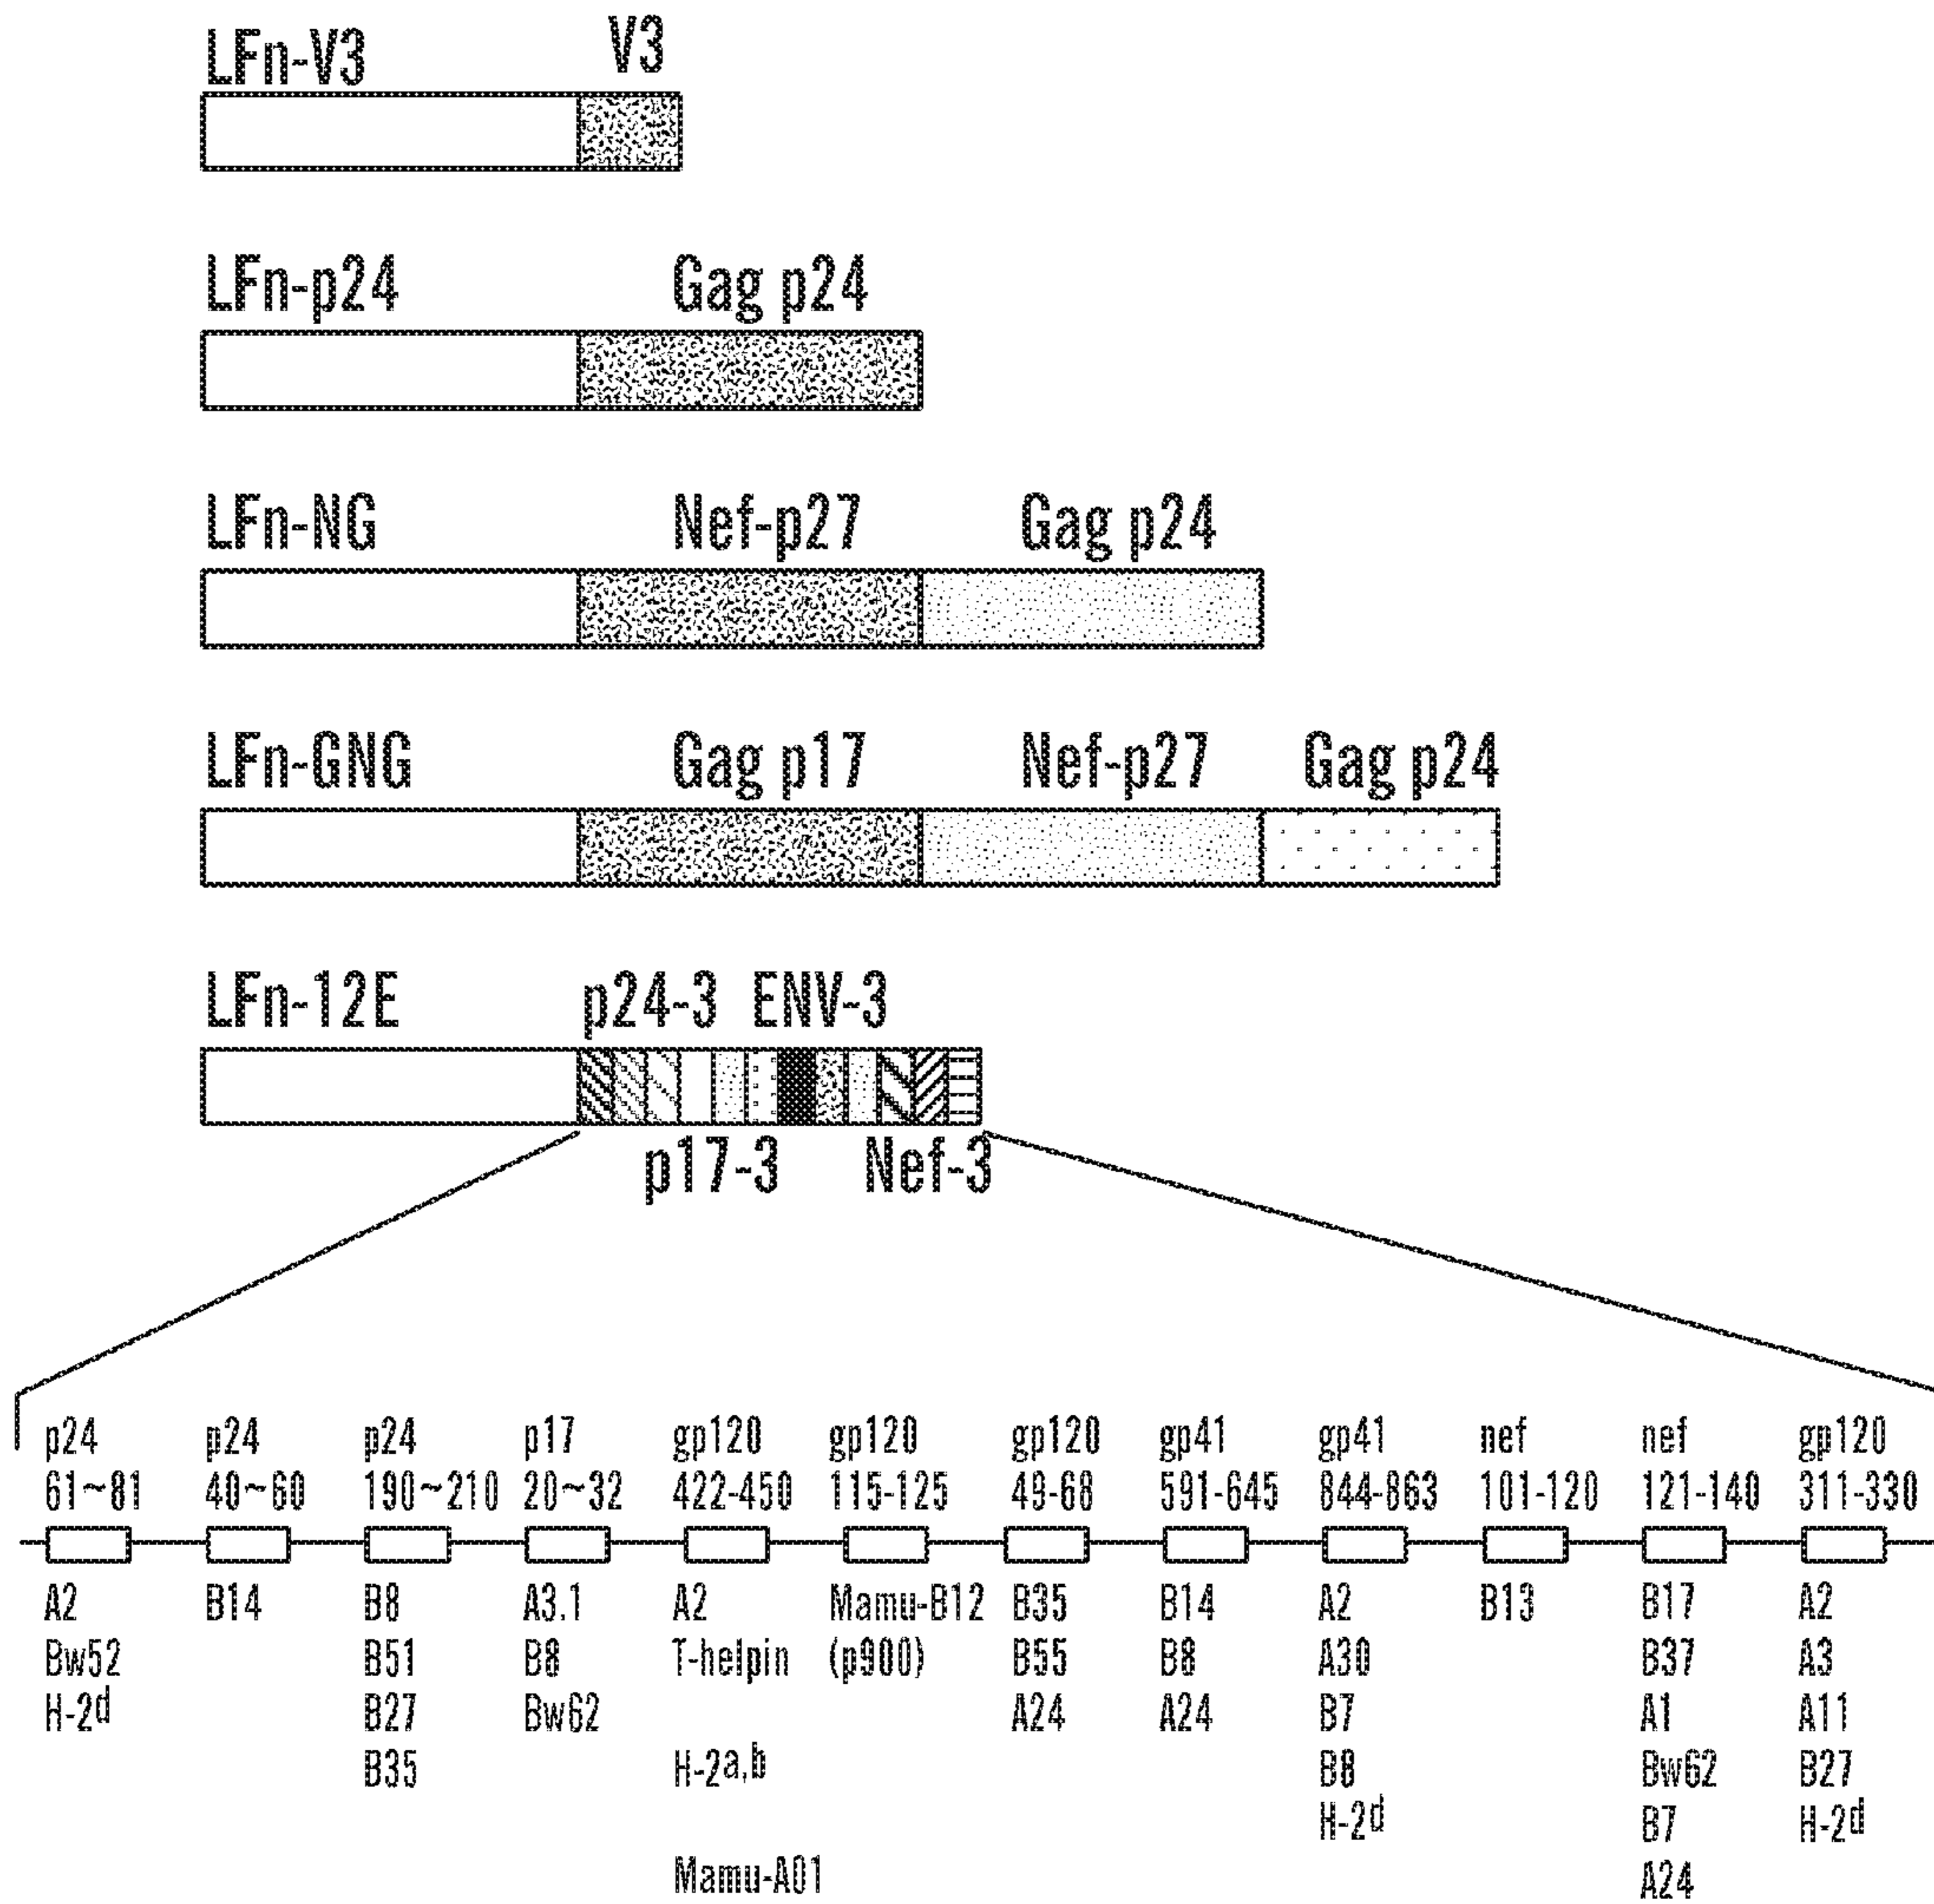 LFn-V3 V3
LFn-p24 Gag p24
LFn-NG Nef-p27 Gag p24
LFn-GNG Gag p17 Nef-p27 Gag p24
LFn-12E p24-3 ENV-3
p17-3 Nef-3
p24 p24 p24 p17 gp120 gp120 gp120 gp41 gp41 nef nef gp120
61~81 40~60 190~210 20~32 422-450 115-125 49-68 591-645 844-863 101-120 121-140 311-330
A2 B14 B8 A3.1 A2 Mamu-B12 B35 B14 A2 B13 B17 A2
Bw52 B51 B8 T-helpin (p900) B55 B8 A30 B37 A3
H-2d B27 Bw62 A24 A24 B7 A1 A11
B35 H-2a,b B8 Bw62 B27
H-2d B7 H-2d
Mamu-A01 A24